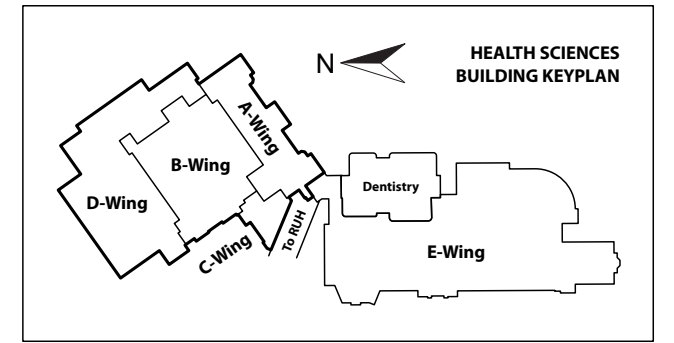 N
HEALTH SCIENCES
BUILDING KEYPLAN
A-Wing
B-Wing
D-Wing
C-Wing
To RUH
Dentistry
E-Wing